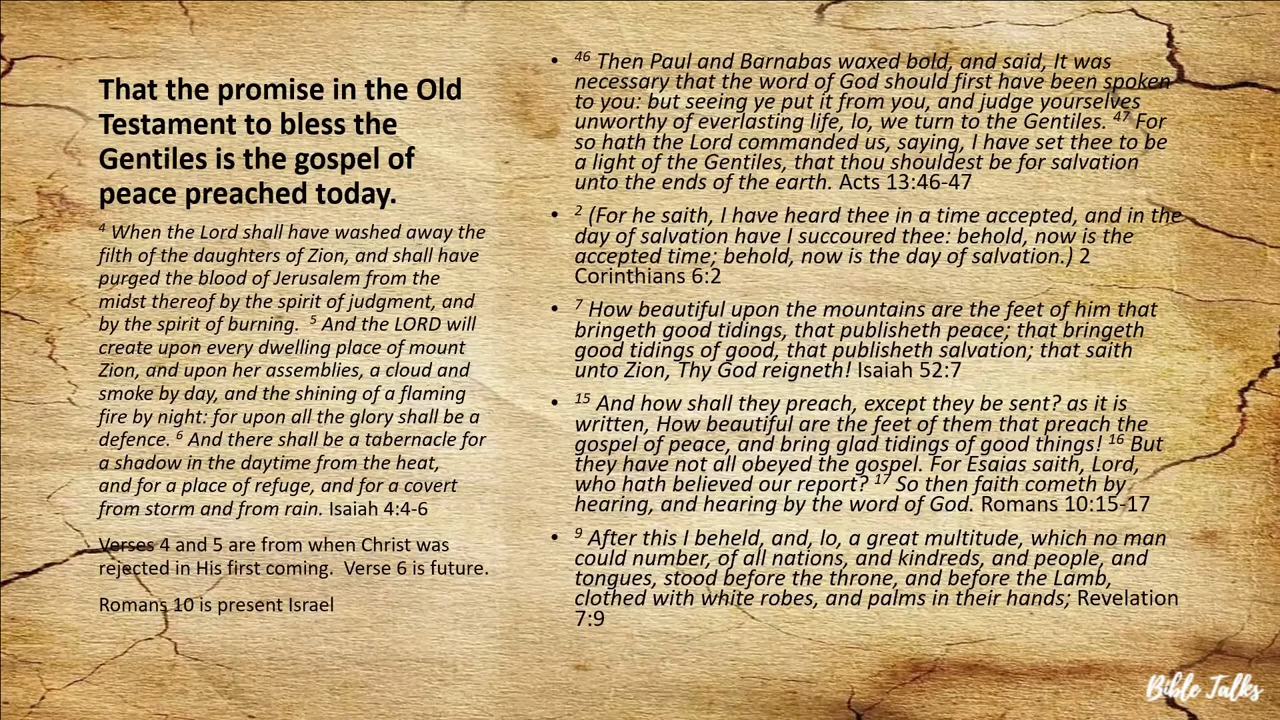 That the promise in the Old
Testament to bless the
Gentiles is the gospel of
peace preached today.
4 When the Lord shall have washed away the
filth of the daughters of Zion, and shall have
purged the blood of Jerusalem from the
midst thereof by the spirit of judgment, and
by the spirit of burning. 5 And the LORD will
create upon every dwelling place of mount
Zion, and upon her assemblies, a cloud and
smoke by day, and the shining of a flaming
fire by night: for upon all the glory shall be a
defence. 6 And there shall be a tabernacle for
a shadow in the daytime from the heat,
and for a place of refuge, and for a covert
from storm and from rain. Isaiah 4:4-6
Verses 4 and 5 are from when Christ was
rejected in His first coming. Verse 6 is future.
Romans 10 is present Israel
• 46 Then Paul and Barnabas waxed bold, and said, It was
necessary that the word of God should first have been spoken
to you: but seeing ye put it from you, and judge yourselves
unworthy of everlasting life, lo, we turn to the Gentiles. 47 For
so hath the Lord commanded us, saying, I have set thee to be
a light of the Gentiles, that thou shouldest be for salvation
unto the ends of the earth. Acts 13:46-47
• 2 (For he saith, I have heard thee in a time accepted, and in the
day of salvation have I succoured thee: behold, now is the
accepted time; behold, now is the day of salvation.) 2
Corinthians 6:2
• 7 How beautiful upon the mountains are the feet of him that
bringeth good tidings, that publisheth peace; that bringeth
good tidings of good, that publisheth salvation; that saith
unto Zion, Thy God reigneth! Isaiah 52:7
• 15 And how shall they preach, except they be sent? as it is
written, How beautiful are the feet of them that preach the
gospel of peace, and bring glad tidings of good things! 16 But
they have not all obeyed the gospel. For Esaias saith, Lord,
who hath believed our report? 17 So then faith cometh by
hearing, and hearing by the word of God. Romans 10:15-17
• 9 After this I beheld, and, lo, a great multitude, which no man
could number, of all nations, and kindreds, and people, and
tongues, stood before the throne, and before the Lamb,
clothed with white robes, and palms in their hands; Revelation
7:9
Bible Talks